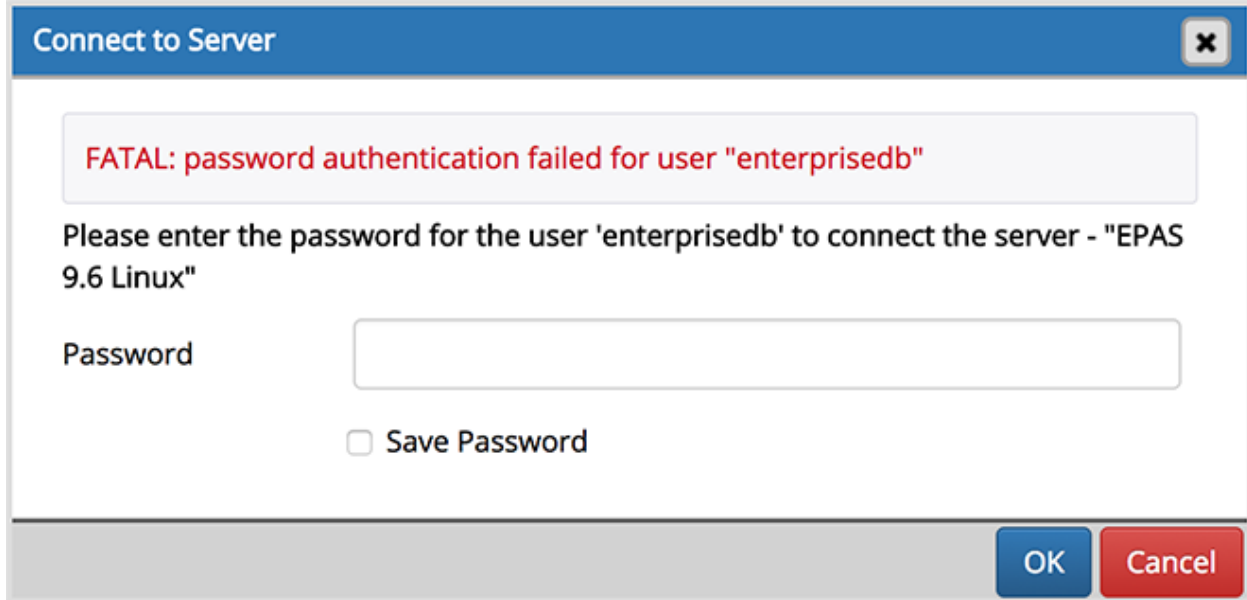 Connect to Server
FATAL: password authentication failed for user "enterprisedb"
Please enter the password for the user 'enterprisedb' to connect the server - "EPAS
9.6 Linux"
Password
Save Password
OK Cancel